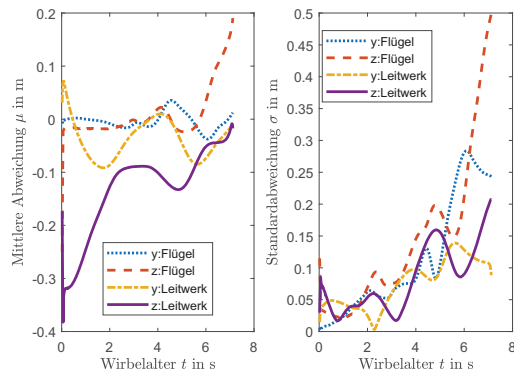 Mittlere Abweichung μ in m
0.2
0.1
0
-0.1
-0.2
-0.3
-0.4
y:Flügel
z:Flügel
y:Leitwerk
z:Leitwerk
0 2 4 6 8
Wirbelalter t in s
Standardabweichung σ in m
0.5
0.45
0.4
0.35
0.3
0.25
0.2
0.15
0.1
0.05
0
y:Flügel
z:Flügel
y:Leitwerk
z:Leitwerk
0 2 4 6 8
Wirbelalter t in s